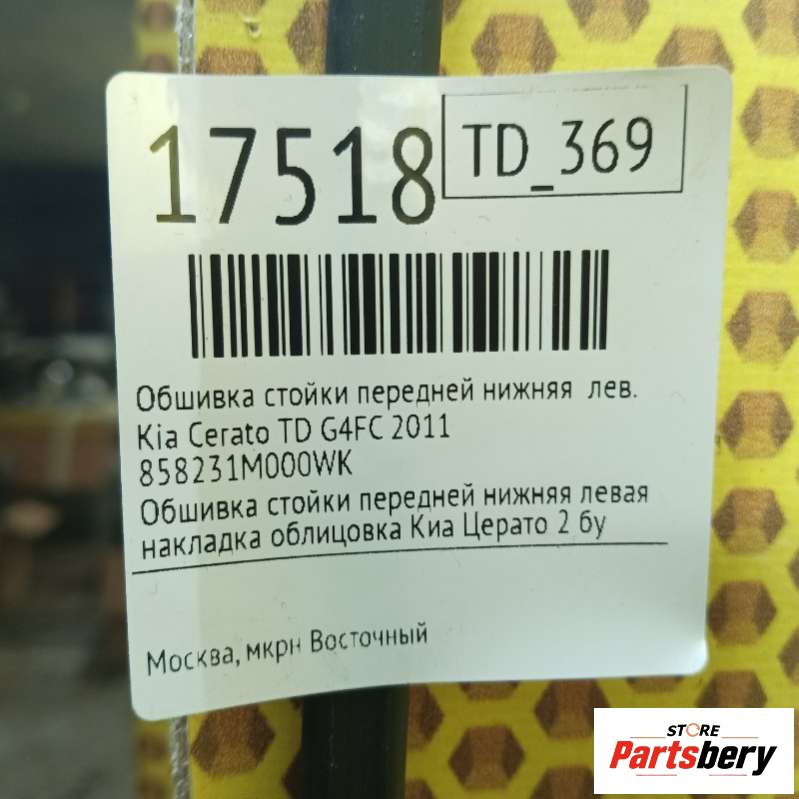 17518
TD_369
Обшивка стойки передней нижняя лев.
Kia Cerato TD G4FC 2011
858231M000WK
Обшивка стойки передней нижняя левая
накладка облицовка Киа Церато 2 бу
Москва, мкрн Восточный
STORE
Partsbery